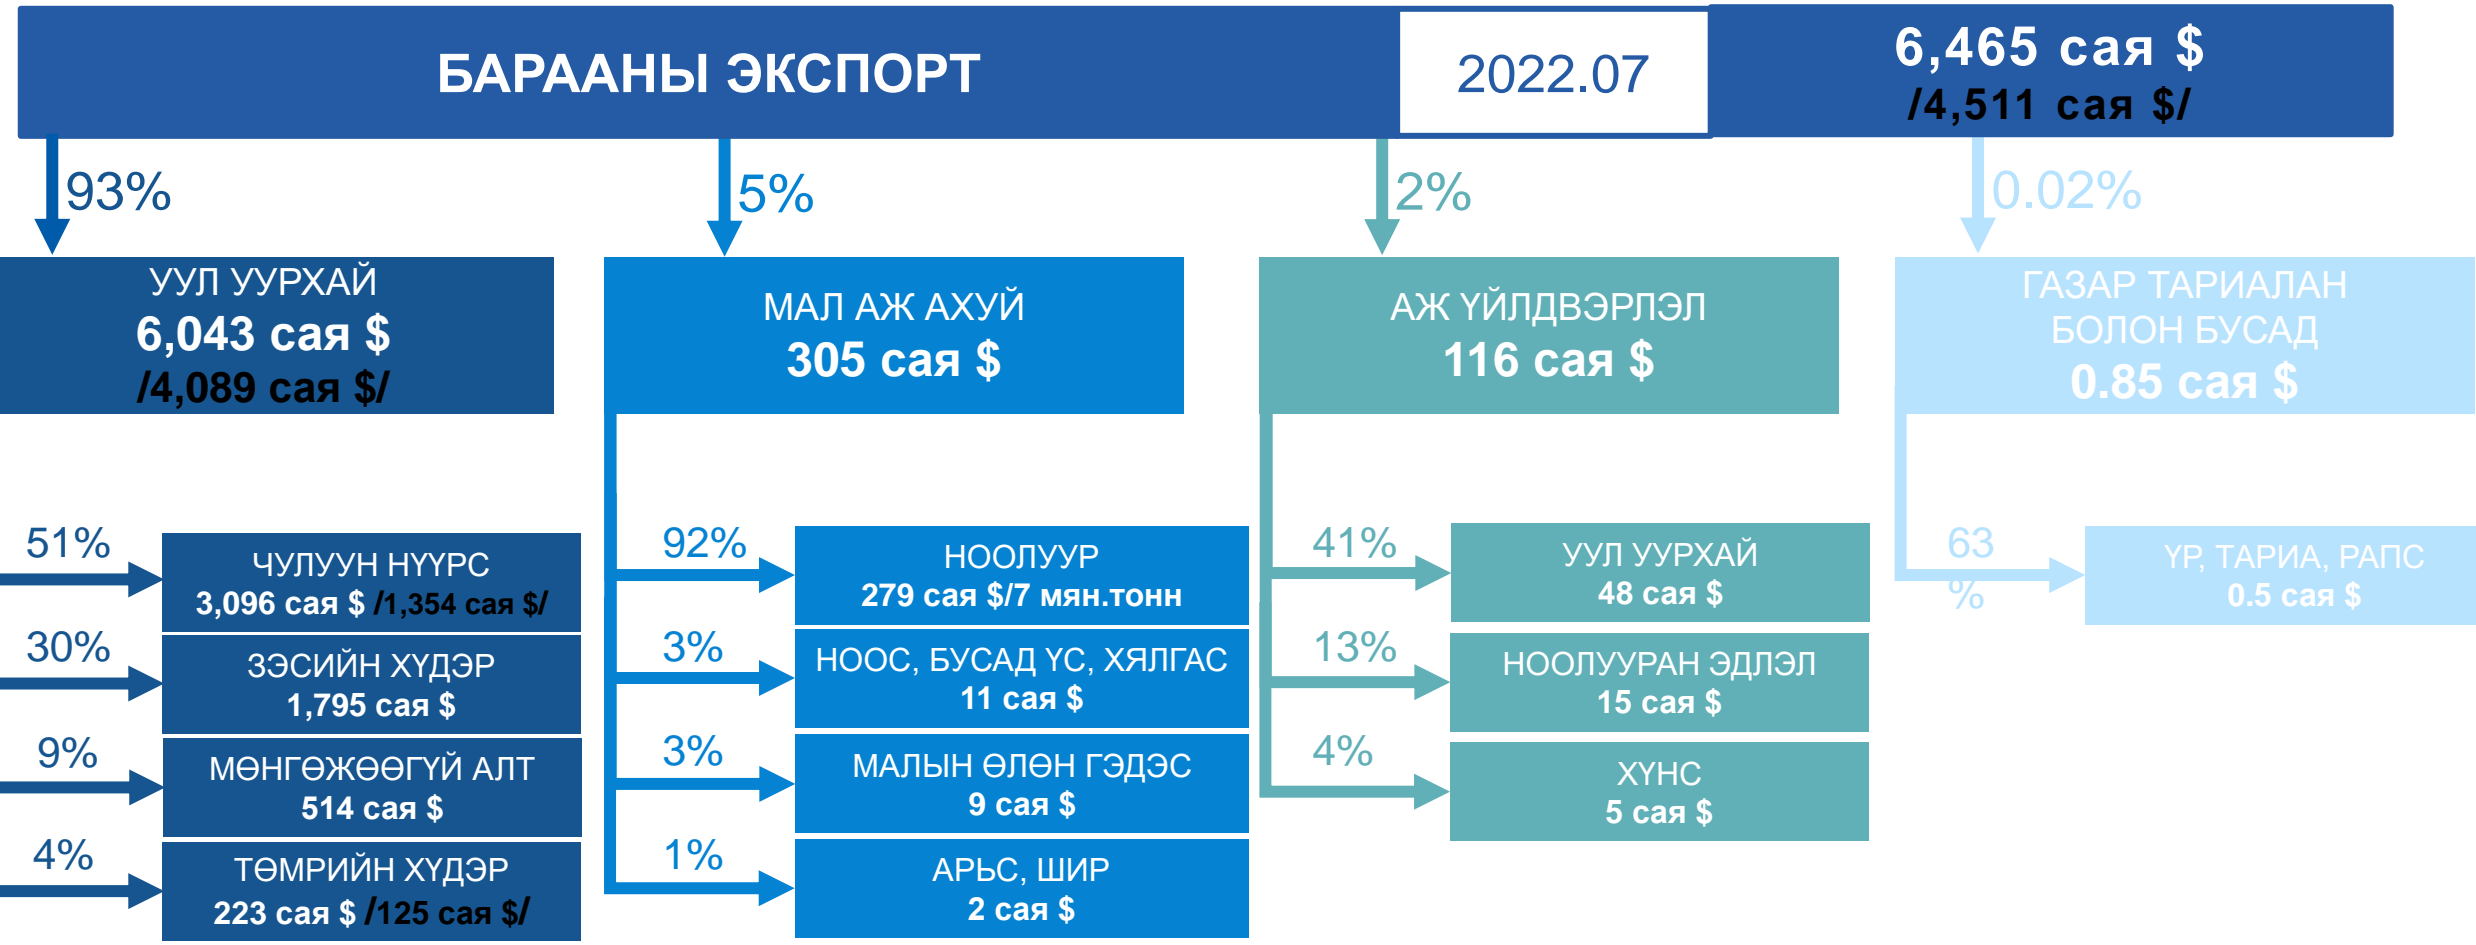 БАРААНЫ ЭКСПОРТ
2022.07
6,465 сая $
/4,511 сая $/
93%
5%
2%
0.02%
УУЛ УУРХАЙ
6,043 сая $
/4,089 сая $/
МАЛ АЖ АХУЙ
305 сая $
АЖ ҮЙЛДВЭРЛЭЛ
116 сая $
ГАЗАР ТАРИАЛАН
БОЛОН БУСАД
0.85 сая $
51%
ЧУЛУУН НҮҮРС
3,096 сая $ /1,354 сая $/
30%
ЗЭСИЙН ХҮДЭР
1,795 сая $
9%
МӨНГӨЖӨӨГҮЙ АЛТ
514 сая $
4%
ТӨМРИЙН ХҮДЭР
223 сая $ /125 сая $/
92%
НООЛУУР
279 сая $/7 мян.тонн
3%
НООС, БУСАД ҮС, ХЯЛГАС
11 сая $
3%
МАЛЫН ӨЛӨН ГЭДЭС
9 сая $
1%
АРЬС, ШИР
2 сая $
41%
УУЛ УУРХАЙ
48 сая $
13%
НООЛУУРАН ЭДЛЭЛ
15 сая $
4%
ХҮНС
5 сая $
63
%
ҮР, ТАРИА, РАПС
0.5 сая $